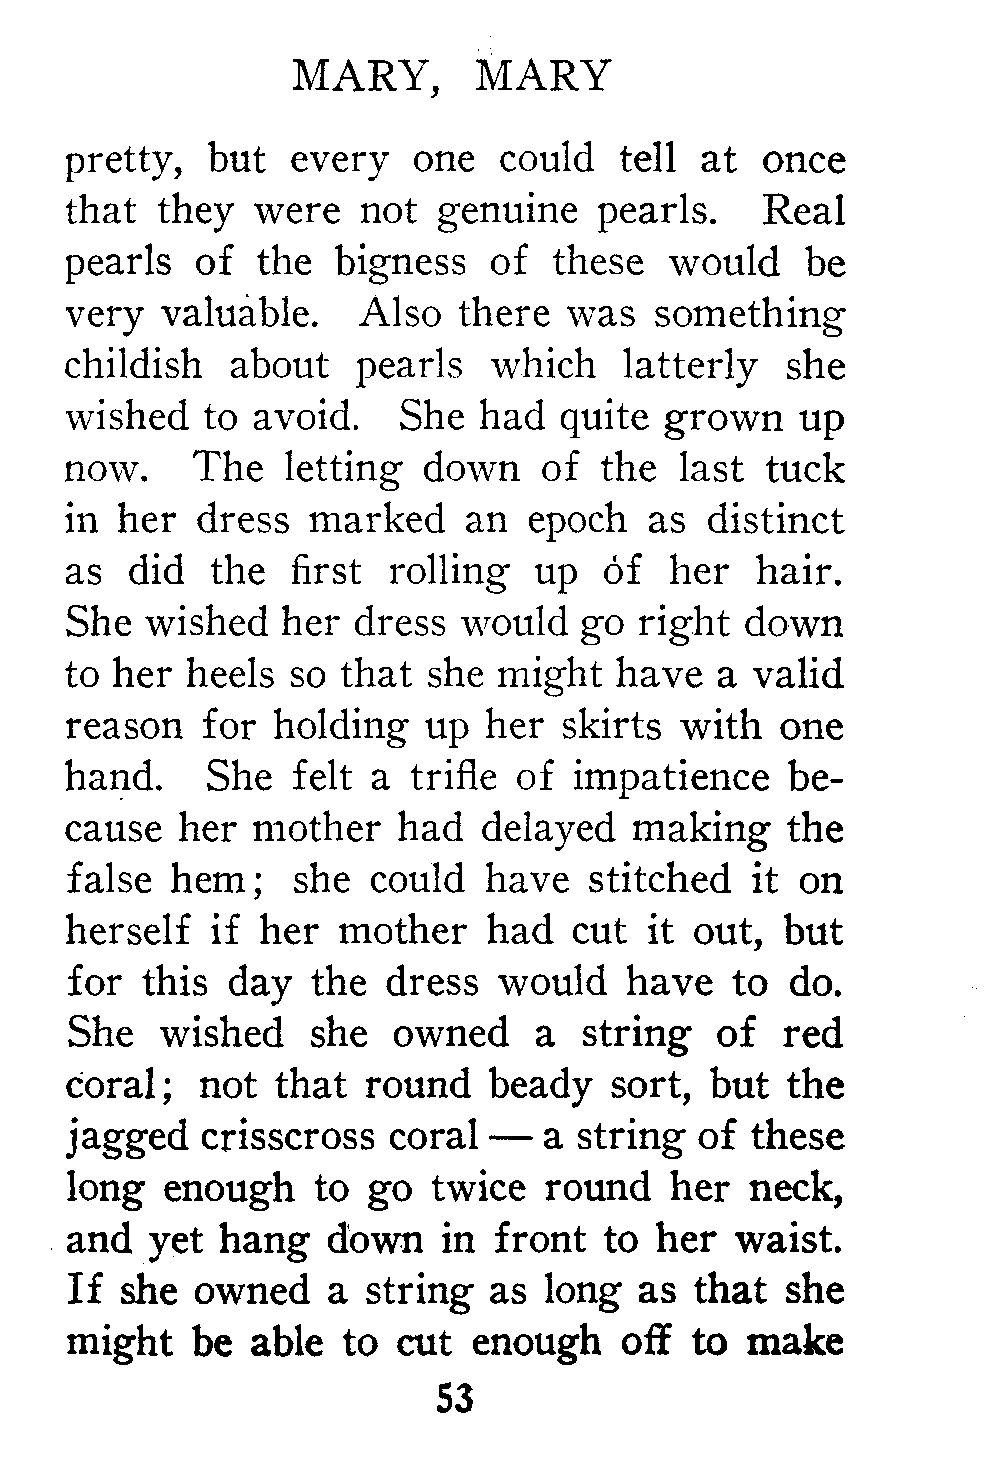 MARY, MARY
pretty, but every one could tell at once
that they were not genuine pearls. Real
pearls of the bigness of these would be
very valuable. Also there was something
childish about pearls which latterly she
wished to avoid. She had quite grown up
now. The letting down of the last tuck
in her dress marked an epoch as distinct
as did the first rolling up of her hair.
She wished her dress would go right down
to her heels so that she might have a valid
reason for holding up her skirts with one
hand. She felt a trifle of impatience be-
cause her mother had delayed making the
false hem; she could have stitched it on
herself if her mother had cut it out, but
for this day the dress would have to do.
She wished she owned a string of red
coral; not that round beady sort, but the
jagged crisscross coral — a string of these
long enough to go twice round her neck,
and yet hang down in front to her waist.
If she owned a string as long as that she
might be able to cut enough off to make
53